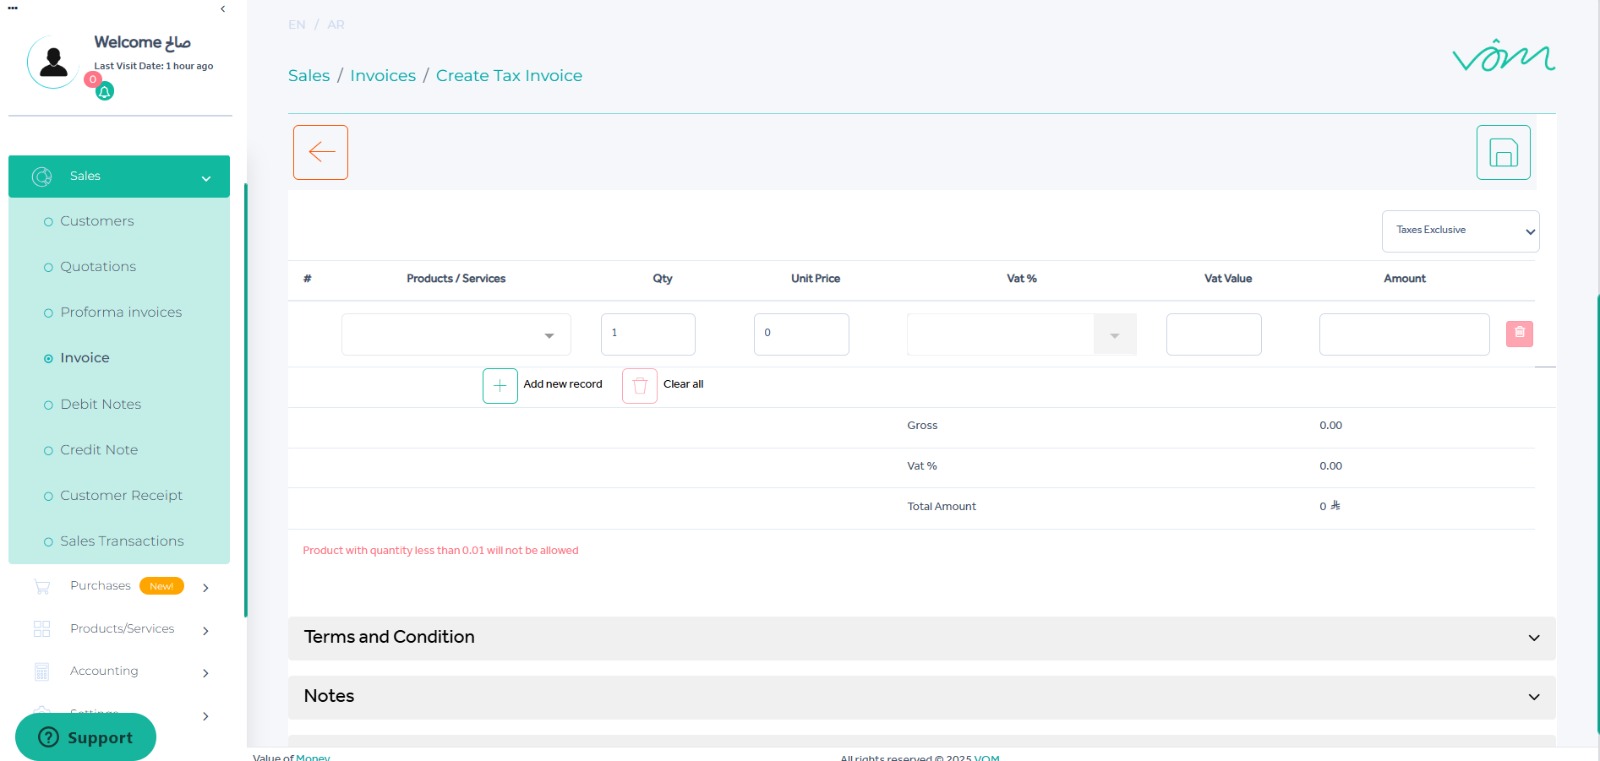 Welcome صالح
Last Visit Date: 1 hour ago
0
Sales
Customers
Quotations
Proforma invoices
Invoice
Debit Notes
Credit Note
Customer Receipt
Sales Transactions
Purchases New!
Products/Services
Accounting
Settings
Support
EN / AR
vôm
Sales / Invoices / Create Tax Invoice
Taxes Exclusive
# Products / Services Qty Unit Price Vat % Vat Value Amount
1 0
Add new record Clear all
Gross 0.00
Vat % 0.00
Total Amount 0
Product with quantity less than 0.01 will not be allowed
Terms and Condition
Notes
Value of Money All rights reserved © 2025 VOM